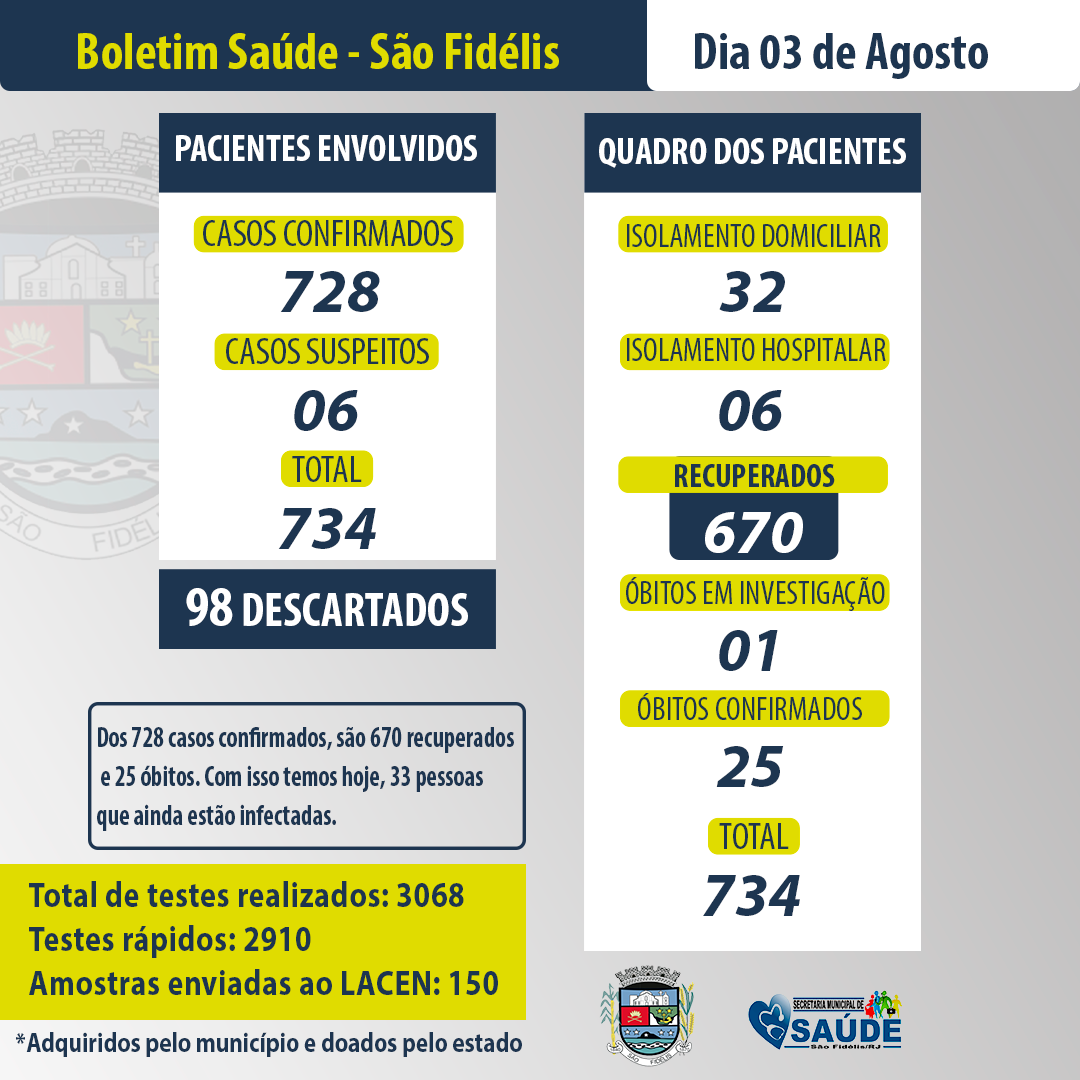 Boletim Saúde - São Fidélis
Dia 03 de Agosto
PACIENTES ENVOLVIDOS
CASOS CONFIRMADOS
728
CASOS SUSPEITOS
06
TOTAL
734
98 DESCARTADOS
QUADRO DOS PACIENTES
ISOLAMENTO DOMICILIAR
32
ISOLAMENTO HOSPITALAR
06
RECUPERADOS
670
ÓBITOS EM INVESTIGAÇÃO
01
ÓBITOS CONFIRMADOS
25
TOTAL
734
Dos 728 casos confirmados, são 670 recuperados
e 25 óbitos. Com isso temos hoje, 33 pessoas
que ainda estão infectadas.
Total de testes realizados: 3068
Testes rápidos: 2910
Amostras enviadas ao LACEN: 150
*Adquiridos pelo município e doados pelo estado
SÃO FIDÉLIS
SECRETARIA MUNICIPAL DE
SAÚDE
São Fidélis/RJ
SÃO FIDÉLI